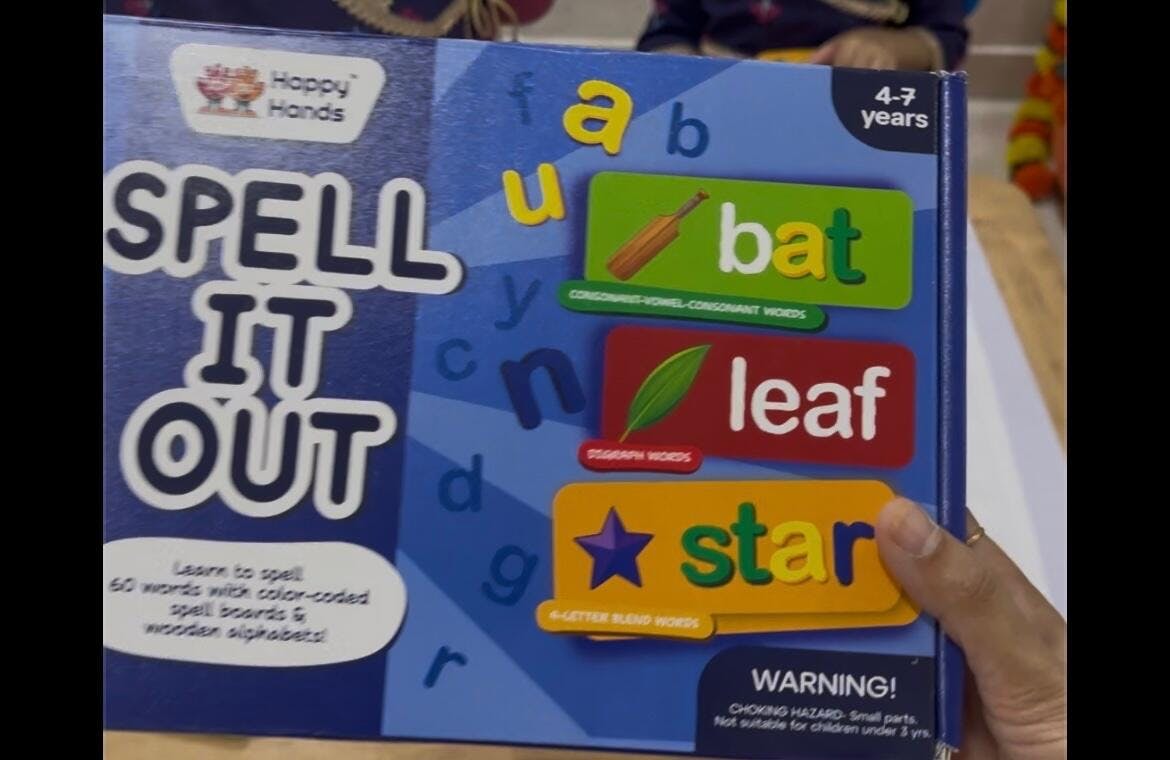 Happy™
Hands
4-7
years
SPELL
IT
OUT
f
a
b
u
y
c
n
d
g
r
bat
CONSONANT-VOWEL-CONSONANT WORDS
leaf
DIGRAPH WORDS
star
4-LETTER BLEND WORDS
Learn to spell
60 words with color-coded
spell boards &
wooden alphabets!
WARNING!
CHOKING HAZARD- Small parts.
Not suitable for children under 3 yrs.